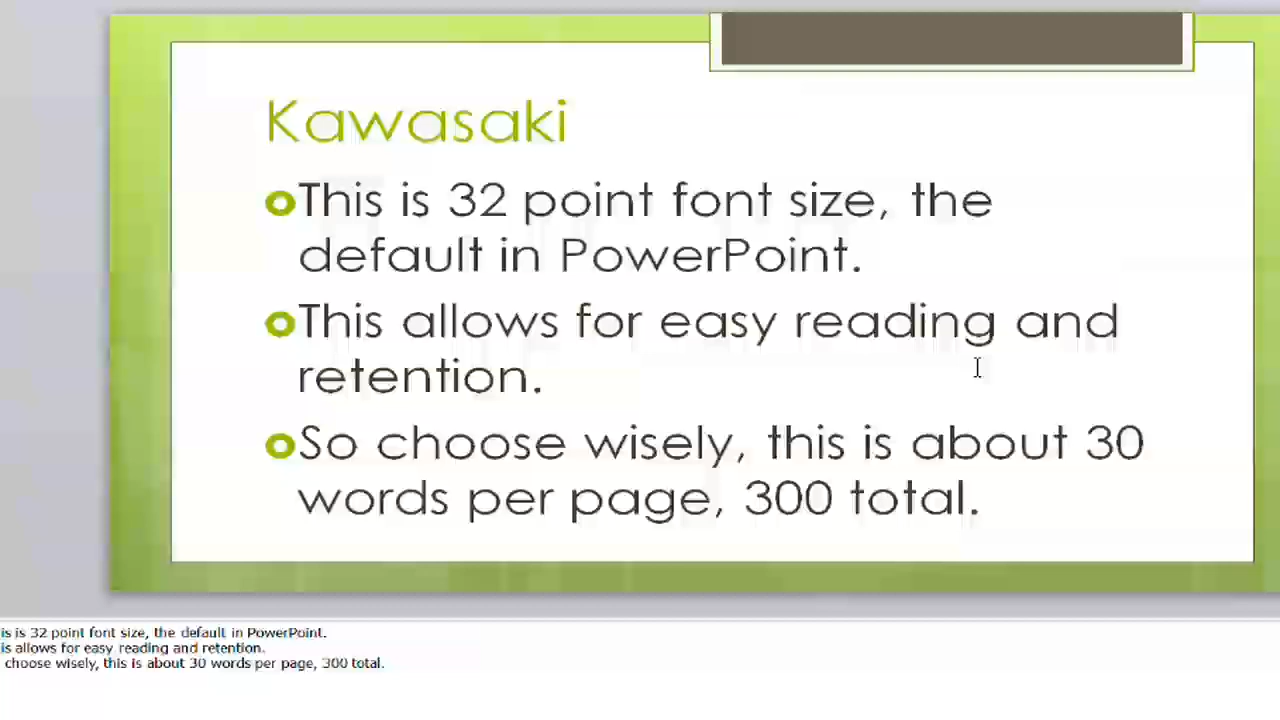 Kawasaki
This is 32 point font size, the
default in PowerPoint.
This allows for easy reading and
retention.
So choose wisely, this is about 30
words per page, 300 total.
is is 32 point font size, the default in PowerPoint.
is allows for easy reading and retention.
choose wisely, this is about 30 words per page, 300 total.